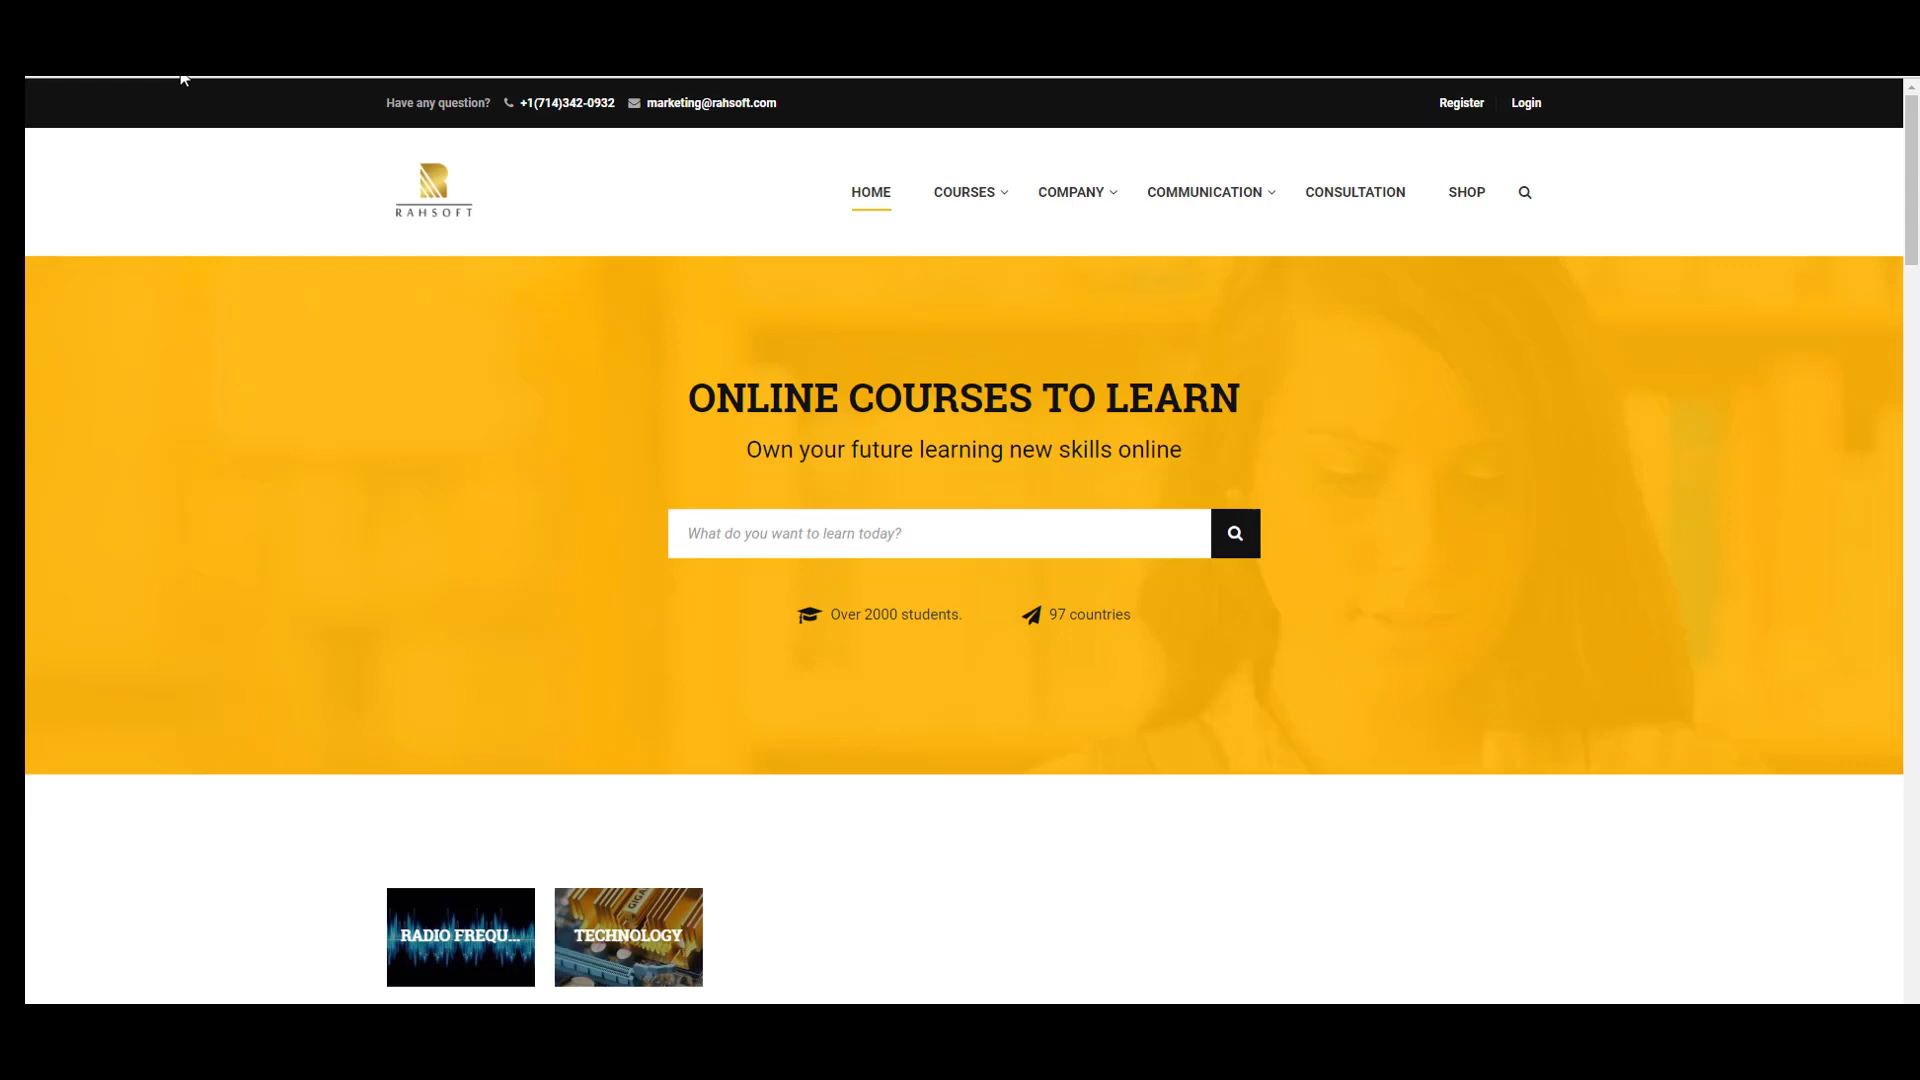 Have any question? +1(714)342-0932 marketing@rahsoft.com Register Login
RAHSOFT
HOME COURSES COMPANY COMMUNICATION CONSULTATION SHOP
ONLINE COURSES TO LEARN
Own your future learning new skills online
What do you want to learn today?
Over 2000 students. 97 countries
RADIO FREQU... TECHNOLOGY